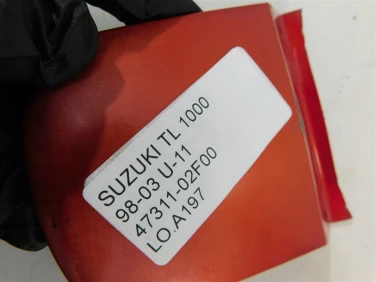 SUZUKI TL 1000
98-03 U-11
47311-02F00
LO.A197